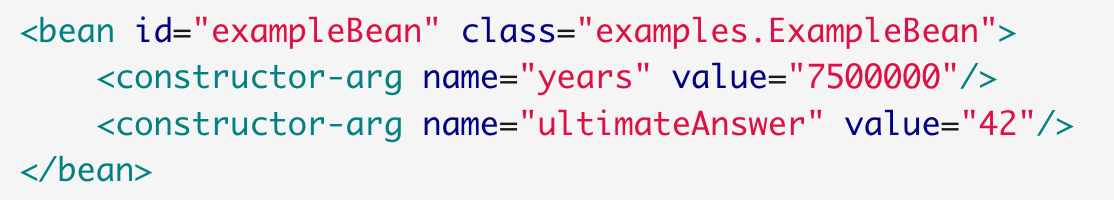 <bean id="exampleBean" class="examples.ExampleBean">
    <constructor-arg name="years" value="7500000"/>
    <constructor-arg name="ultimateAnswer" value="42"/>
</bean>